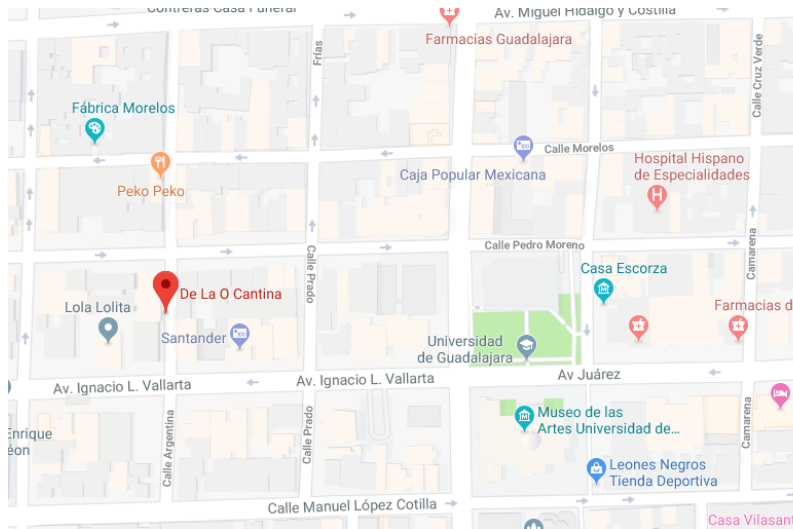 Contreras Casa Funeral
Av. Miguel Hidalgo y Costilla
Farmacias Guadalajara
Frías
Calle Cruz Verde
Fábrica Morelos
Calle Morelos
Peko Peko
Caja Popular Mexicana
Hospital Hispano
de Especialidades
Calle Pedro Moreno
Camarena
Calle Prado
Casa Escorza
De La O Cantina
Lola Lolita
Farmacias d
Santander
Universidad
de Guadalajara
Av. Ignacio L. Vallarta
Av. Ignacio L. Vallarta
Av Juárez
Museo de las
Artes Universidad de...
Calle Argentina
Calle Prado
Camarena
Enrique
éon
Leones Negros
Tienda Deportiva
Calle Manuel López Cotilla
Casa Vilasant